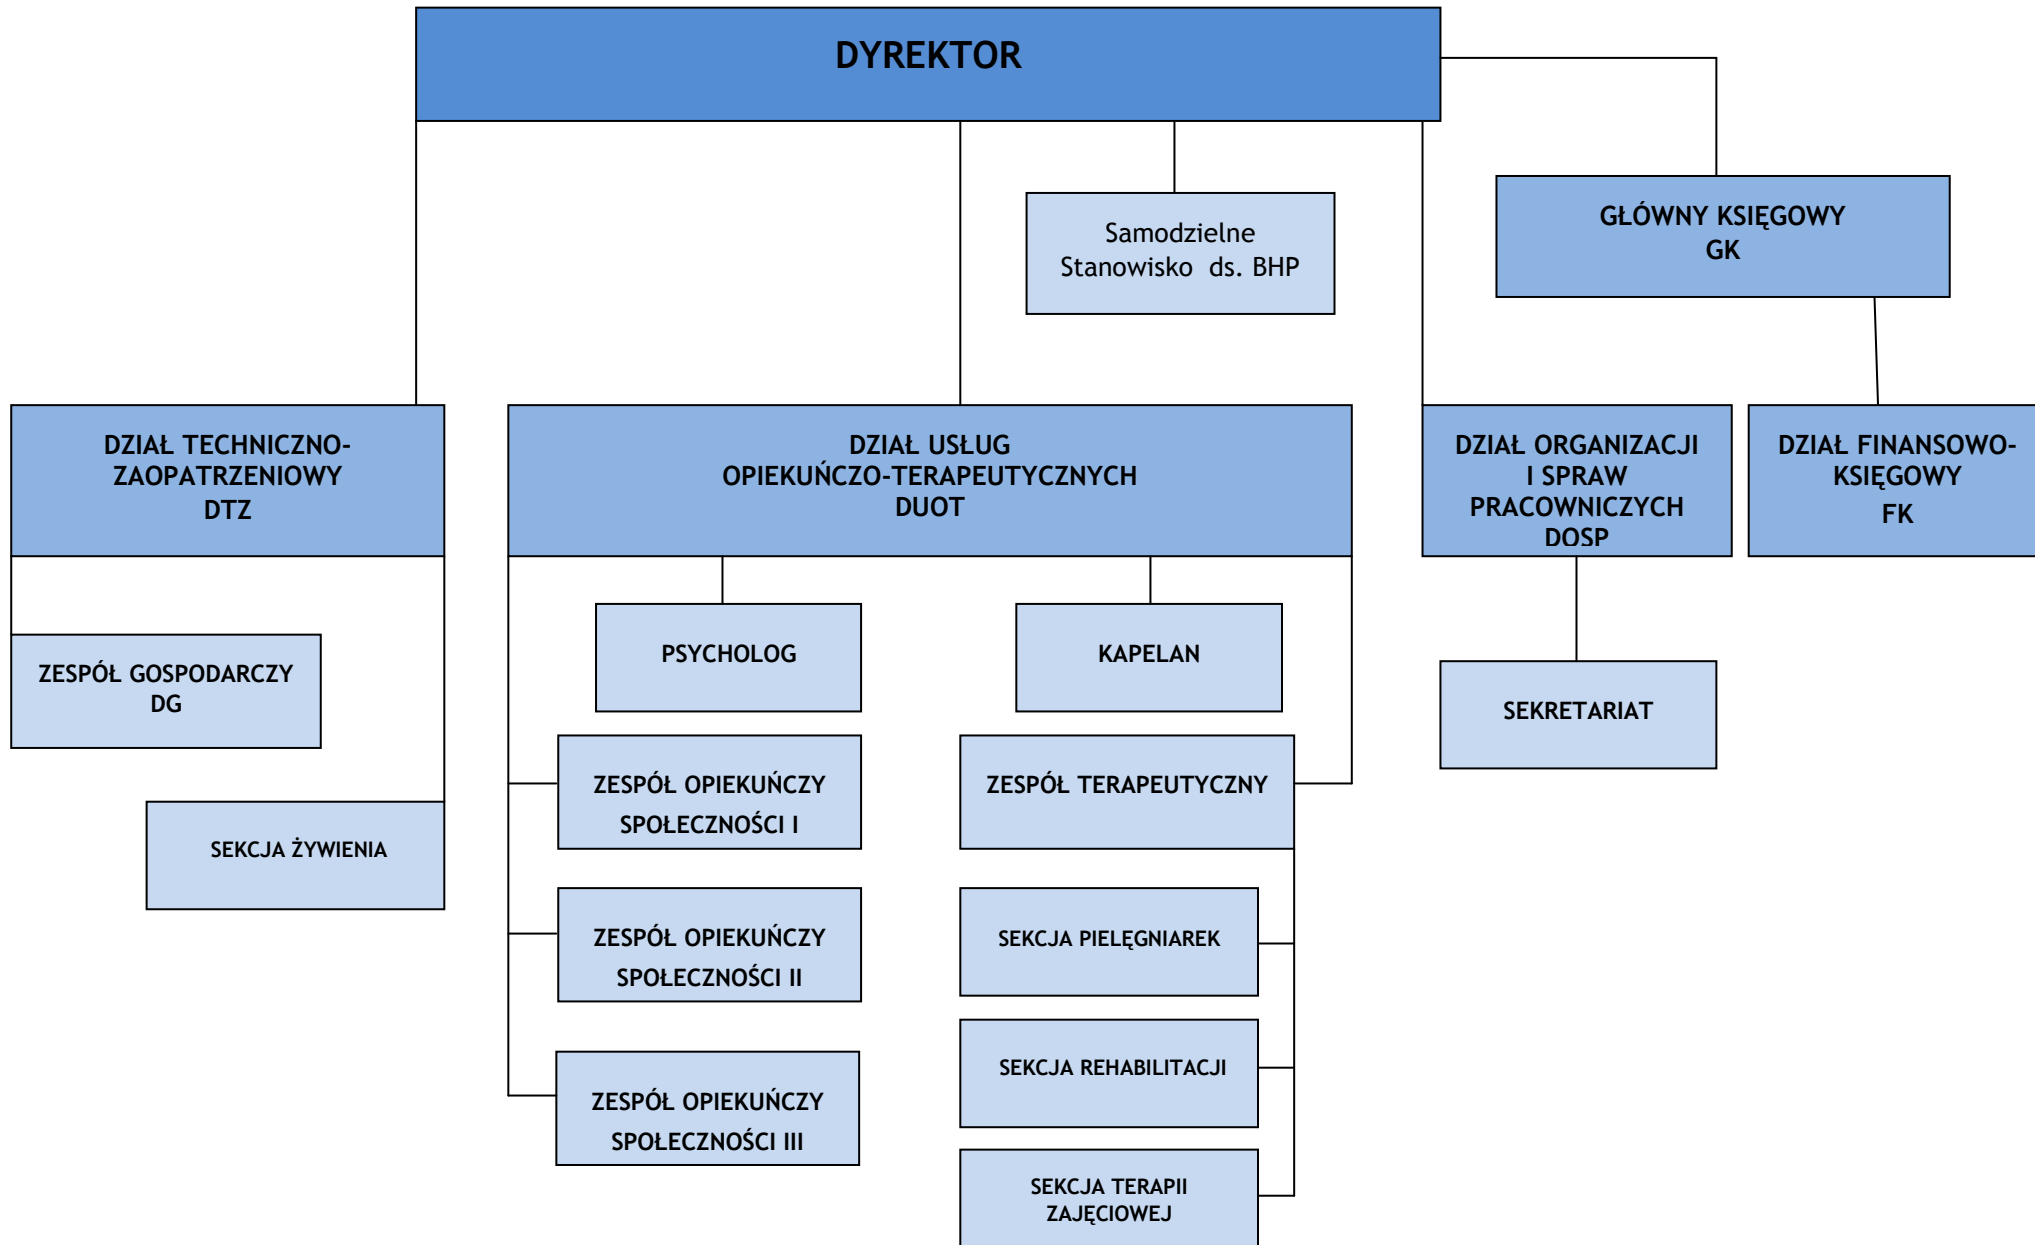 DYREKTOR
Samodzielne
Stanowisko ds. BHP
GŁÓWNY KSIĘGOWY
GK
DZIAŁ TECHNICZNO-
ZAOPATRZENIOWY
DTZ
DZIAŁ USŁUG
OPIEKUŃCZO-TERAPEUTYCZNYCH
DUOT
DZIAŁ ORGANIZACJI
I SPRAW
PRACOWNICZYCH
DOSP
DZIAŁ FINANSOWO-
KSIĘGOWY
FK
ZESPÓŁ GOSPODARCZY
DG
PSYCHOLOG
KAPELAN
SEKRETARIAT
SEKCJA ŻYWIENIA
ZESPÓŁ OPIEKUŃCZY
SPOŁECZNOŚCI I
ZESPÓŁ TERAPEUTYCZNY
ZESPÓŁ OPIEKUŃCZY
SPOŁECZNOŚCI II
SEKCJA PIELĘGNIAREK
SEKCJA REHABILITACJI
ZESPÓŁ OPIEKUŃCZY
SPOŁECZNOŚCI III
SEKCJA TERAPII
ZAJĘCIOWEJ